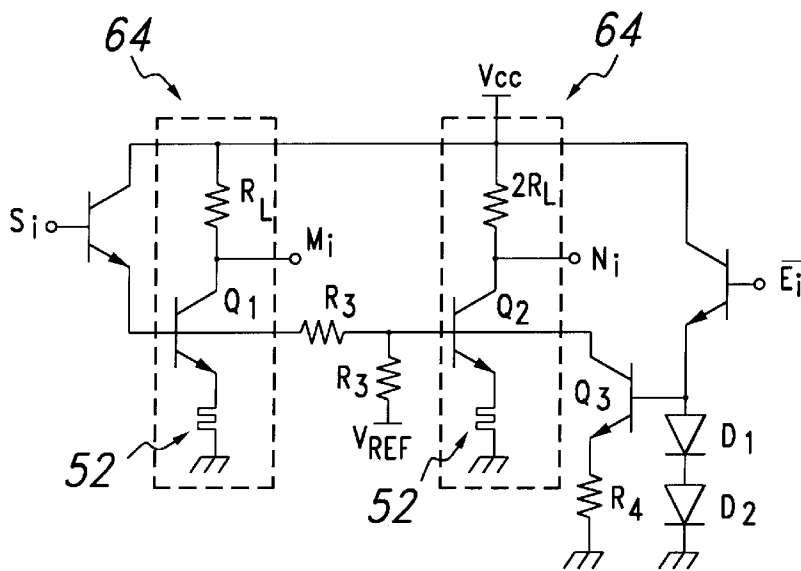 64
64
Vcc
R_L
2R_L
S_i
M_i
N_i
E̅_i̅
Q_1
R_3
Q_2
R_3
Q_3
V_REF
D_1
52
52
R_4
D_2